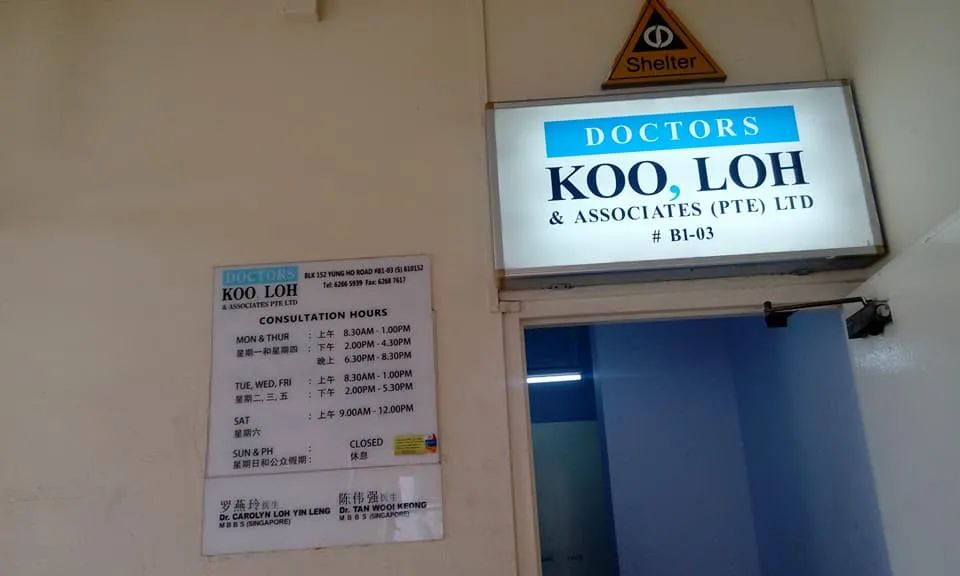 Shelter
DOCTORS
KOO, LOH
& ASSOCIATES (PTE) LTD
# B1-03
DOCTORS
KOO, LOH
& ASSOCIATES PTE LTD
BLK 152 YUNG HO ROAD #B1-03 (S) 610152
Tel: 6266 5939 Fax: 6268 7617
CONSULTATION HOURS
MON & THUR : 上午 8.30AM - 1.00PM
星期一和星期四 : 下午 2.00PM - 4.30PM
晚上 6.30PM - 8.30PM
TUE, WED, FRI : 上午 8.30AM - 1.00PM
星期二, 三, 五 : 下午 2.00PM - 5.30PM
SAT : 上午 9.00AM - 12.00PM
星期六
SUN & PH : CLOSED
星期日和公众假期 : 休息
罗燕玲医生
Dr. CAROLYN LOH YIN LENG
M B B S (SINGAPORE)
陈伟强医生
Dr. TAN WOOI KEONG
M B B S (SINGAPORE)